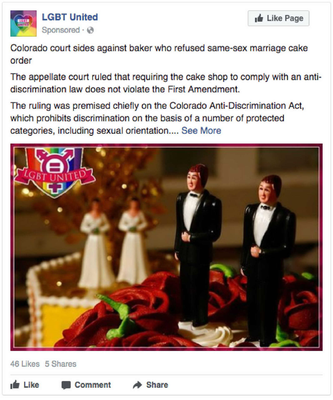 LGBT United
Like Page
Sponsored ·
Colorado court sides against baker who refused same-sex marriage cake
order
The appellate court ruled that requiring the cake shop to comply with an anti-
discrimination law does not violate the First Amendment.
The ruling was premised chiefly on the Colorado Anti-Discrimination Act,
which prohibits discrimination on the basis of a number of protected
categories, including sexual orientation.... See More
LGBT UNITED
46 Likes 5 Shares
Like Comment Share